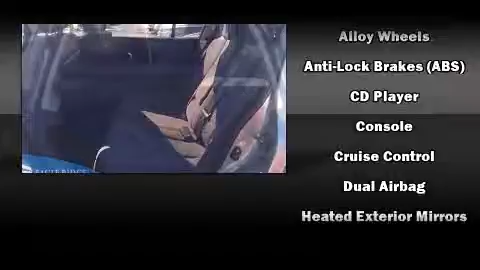 Alloy Wheels
Anti-Lock Brakes (ABS)
CD Player
Console
Cruise Control
Dual Airbag
Heated Exterior Mirrors